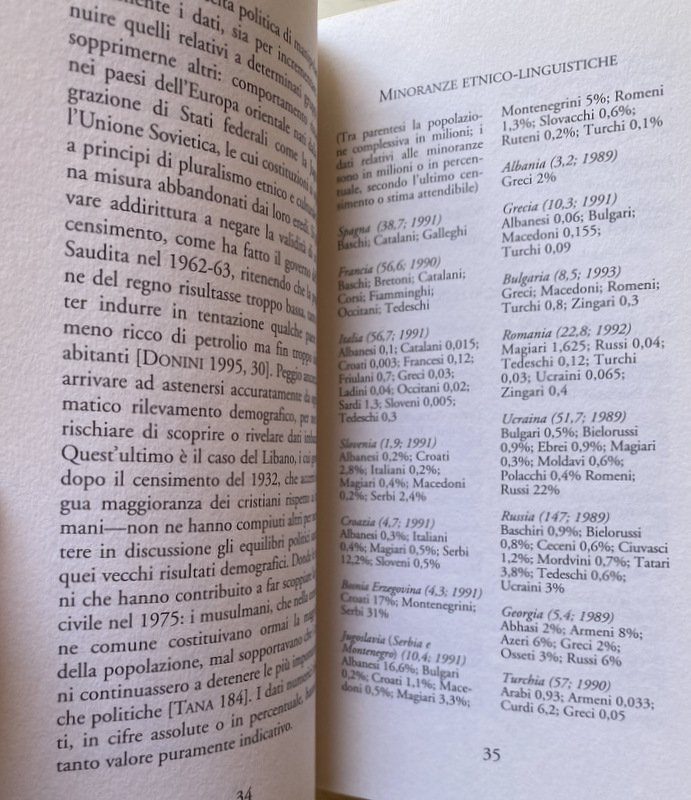 politica di
i dati, sia per
nuire quelli relativi a determinati
sopprimerne altri: comportamento
nei paesi dell'Europa orientale nati
grazione di Stati federali come la
l'Unione Sovietica, le cui costituzioni
a principi di pluralismo etnico e
na misura abbandonati dai loro eredi.
vare addirittura a negare la validità
censimento, come ha fatto il governo
Saudita nel 1962-63, ritenendo che la
ne del regno risultasse troppo bassa,
ter indurre in tentazione qualche
meno ricco di petrolio ma fin troppo
abitanti [DONINI 1995, 30]. Peggio
arrivare ad astenersi accuratamente da
matico rilevamento demografico, per
rischiare di scoprire o rivelare dati
Quest'ultimo è il caso del Libano, i cui
dopo il censimento del 1932, che
gua maggioranza dei cristiani rispetto
mani—non ne hanno compiuti altri per
tere in discussione gli equilibri politici
quei vecchi risultati demografici. Donde
ni che hanno contribuito a far scoppiare
civile nel 1975: i musulmani, che nella
ne comune costituivano ormai la
della popolazione, mal sopportavano che
ni continuassero a detenere le più
che politiche [TANA 184]. I dati
ti, in cifre assolute o in percentuale,
tanto valore puramente indicativo.
34
MINORANZE ETNICO-LINGUISTICHE
(Tra parentesi la popolazio-
ne complessiva in milioni; i
dati relativi alle minoranze
sono in milioni o in percen-
tuale, secondo l'ultimo cen-
simento o stima attendibile)
Spagna (38,7; 1991)
Baschi; Catalani; Galleghi
Francia (56,6; 1990)
Baschi; Bretoni; Catalani;
Corsi; Fiamminghi;
Occitani; Tedeschi
Italia (56,7; 1991)
Albanesi 0,1; Catalani 0,015;
Croati 0,003; Francesi 0,12;
Friulani 0,7; Greci 0,03;
Ladini 0,04; Occitani 0,02;
Sardi 1,3; Sloveni 0,005;
Tedeschi 0,3
Slovenia (1,9; 1991)
Albanesi 0,2%; Croati
2,8%; Italiani 0,2%;
Magiari 0,4%; Macedoni
0,2%; Serbi 2,4%
Croazia (4,7; 1991)
Albanesi 0,3%; Italiani
0,4%; Magiari 0,5%; Serbi
12,2%; Sloveni 0,5%
Bosnia Erzegovina (4,3; 1991)
Croati 17%; Montenegrini;
Serbi 31%
Jugoslavia (Serbia e
Montenegro) (10,4; 1991)
Albanesi 16,6%; Bulgari
0,2%; Croati 1,1%; Mace-
doni 0,5%; Magiari 3,3%;
Montenegrini 5%; Romeni
1,3%; Slovacchi 0,6%;
Ruteni 0,2%; Turchi 0,1%
Albania (3,2; 1989)
Greci 2%
Grecia (10,3; 1991)
Albanesi 0,06; Bulgari;
Macedoni 0,155;
Turchi 0,09
Bulgaria (8,5; 1993)
Greci; Macedoni; Romeni;
Turchi 0,8; Zingari 0,3
Romania (22,8; 1992)
Magiari 1,625; Russi 0,04;
Tedeschi 0,12; Turchi
0,03; Ucraini 0,065;
Zingari 0,4
Ucraina (51,7; 1989)
Bulgari 0,5%; Bielorussi
0,9%; Ebrei 0,9%; Magiari
0,3%; Moldavi 0,6%;
Polacchi 0,4% Romeni;
Russi 22%
Russia (147; 1989)
Baschiri 0,9%; Bielorussi
0,8%; Ceceni 0,6%; Ciuvasci
1,2%; Mordvini 0,7%; Tatari
3,8%; Tedeschi 0,6%;
Ucraini 3%
Georgia (5,4; 1989)
Abhasi 2%; Armeni 8%;
Azeri 6%; Greci 2%;
Osseti 3%; Russi 6%
Turchia (57; 1990)
Arabi 0,93; Armeni 0,033;
Curdi 6,2; Greci 0,05
35